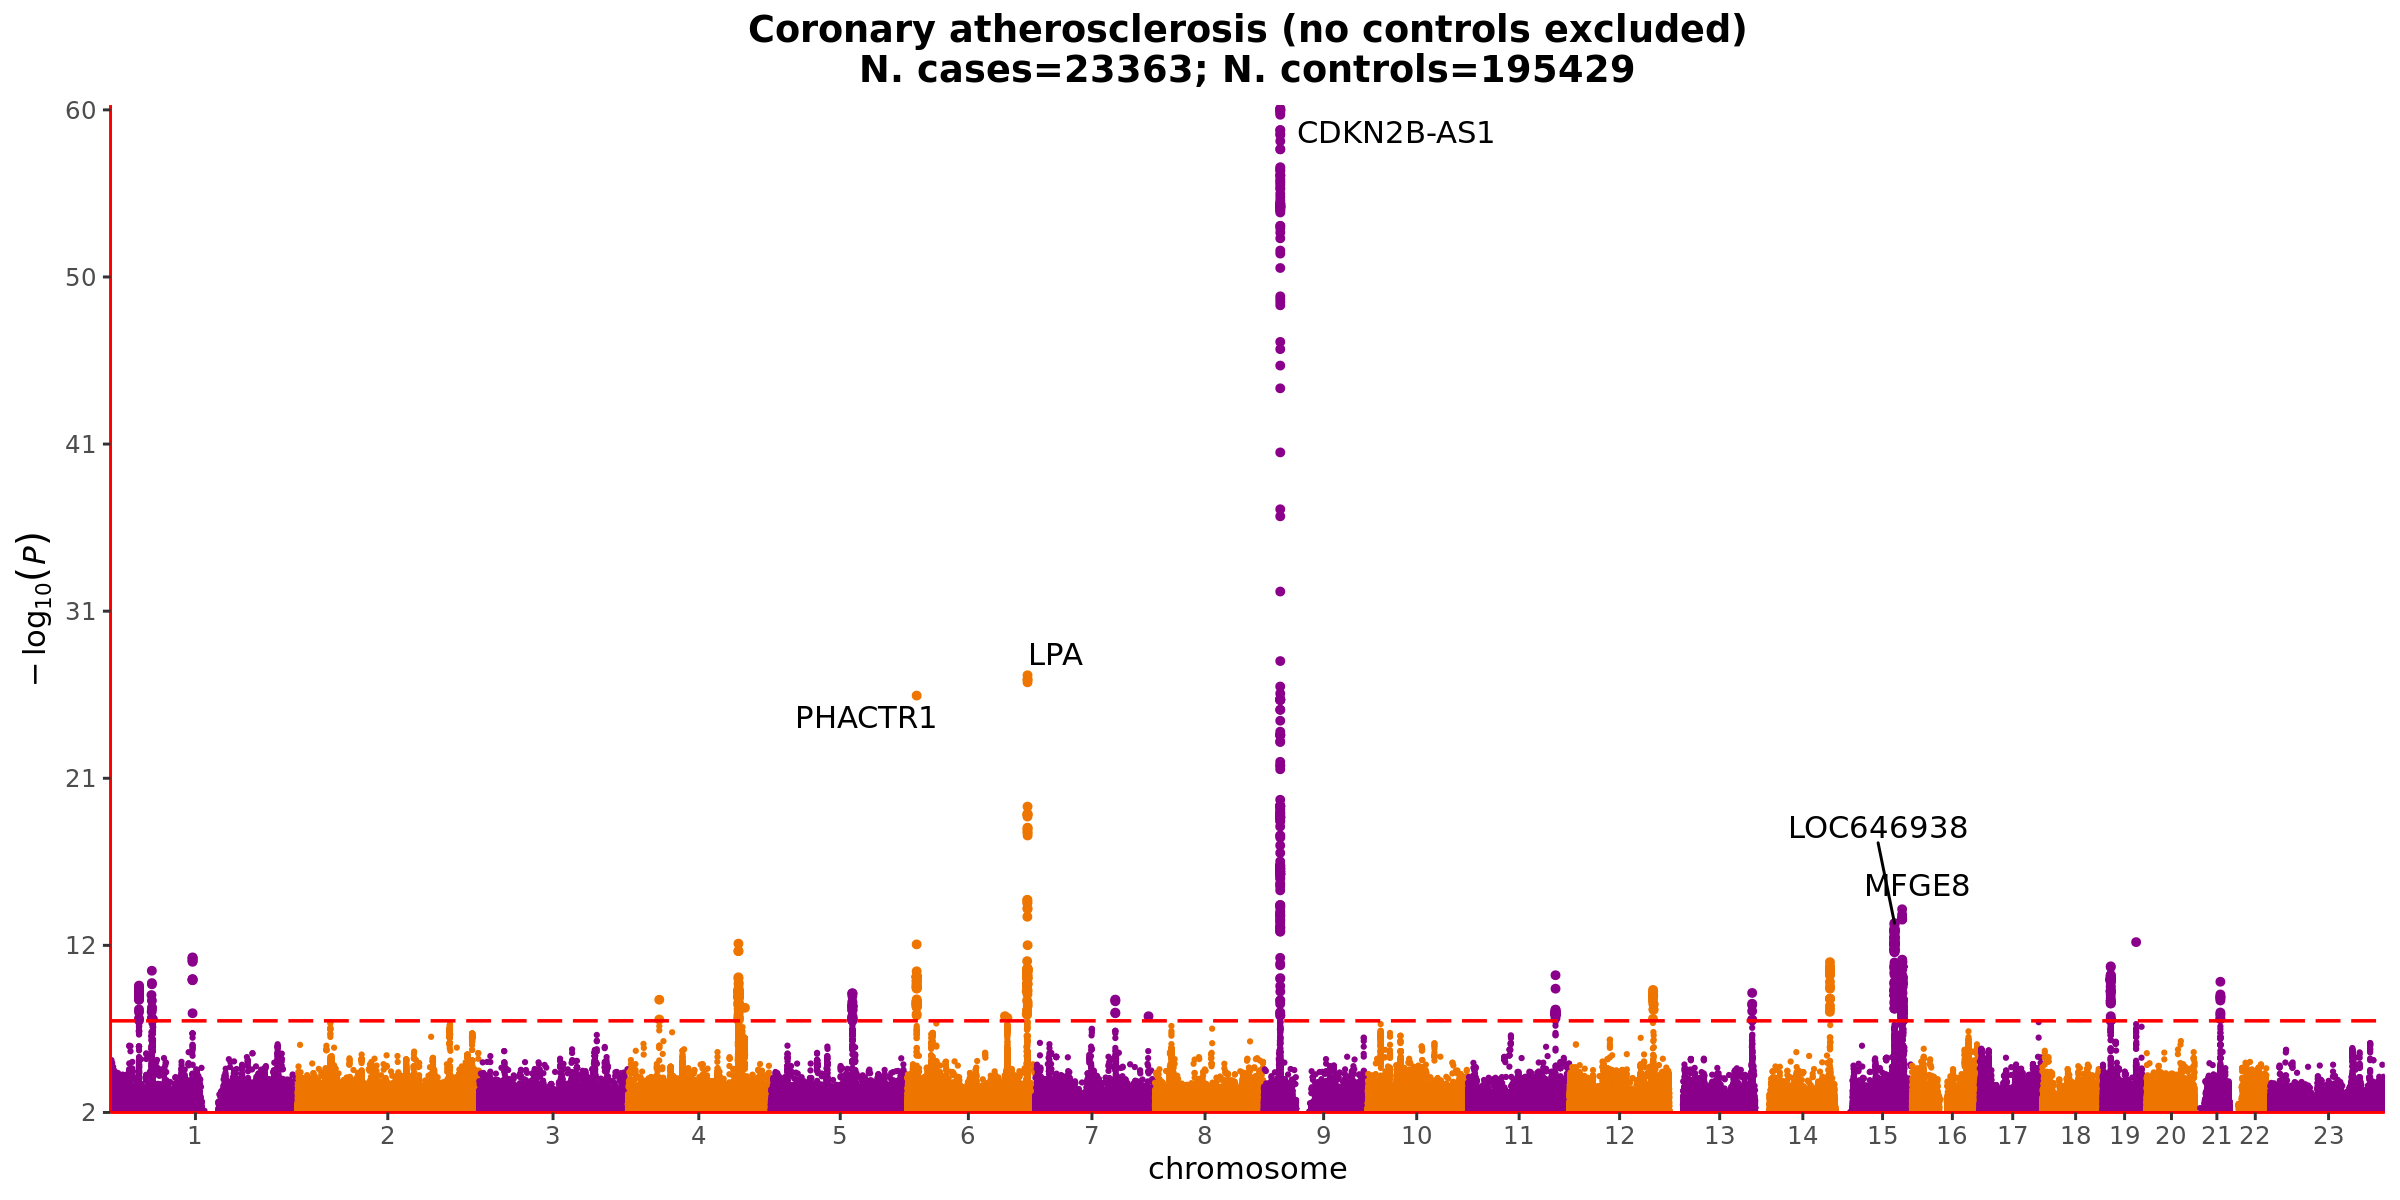 Coronary atherosclerosis (no controls excluded)
N. cases=23363; N. controls=195429
60
CDKN2B-AS1
50
41
31
LPA
PHACTR1
21
LOC646938
MFGE8
12
2
−log10(P)
1 2 3 4 5 6 7 8 9 10 11 12 13 14 15 16 17 18 19 20 21 22 23
chromosome